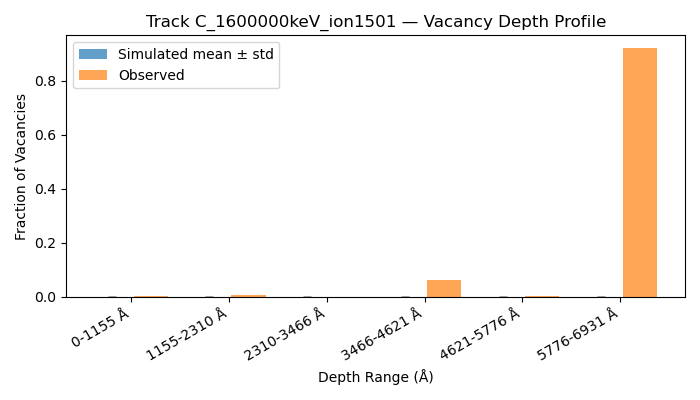 Track C_1600000keV_ion1501 — Vacancy Depth Profile
Simulated mean ± std
Observed
Fraction of Vacancies
0.8
0.6
0.4
0.2
0.0
0-1155 Å
1155-2310 Å
2310-3466 Å
3466-4621 Å
4621-5776 Å
5776-6931 Å
Depth Range (Å)